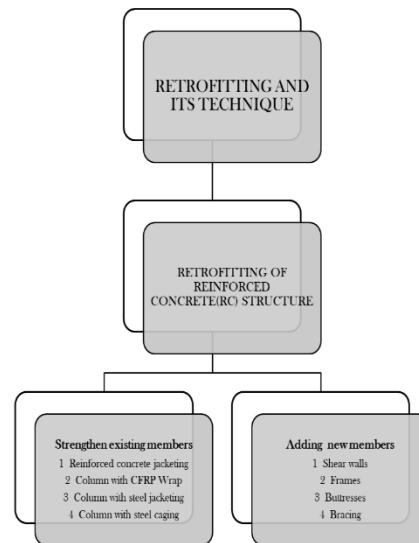 RETROFITTING AND
ITS TECHNIQUE
RETROFITTING OF
REINFORCED
CONCRETE(RC) STRUCTURE
Strengthen existing members
1 Reinforced concrete jacketing
2 Column with CFRP Wrap
3 Column with steel jacketing
4 Column with steel caging
Adding new members
1 Shear walls
2 Frames
3 Buttresses
4 Bracing